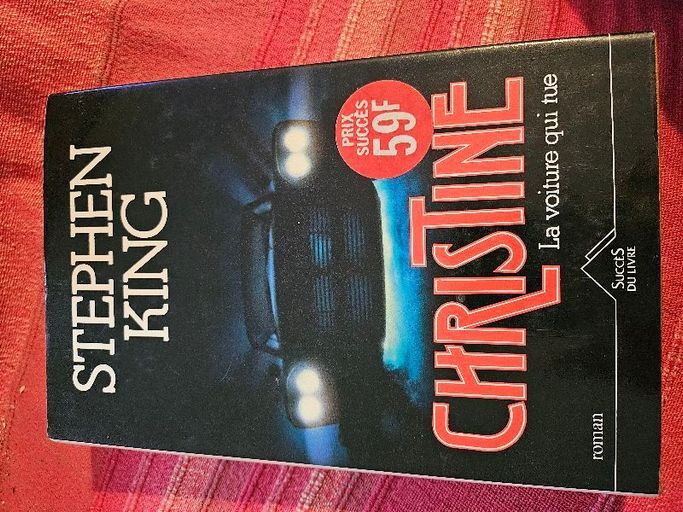 STEPHEN
KING
PRIX
SUCCÈS
59F
CHRISTINE
La voiture qui tue
roman
SUCCÈS
DU LIVRE